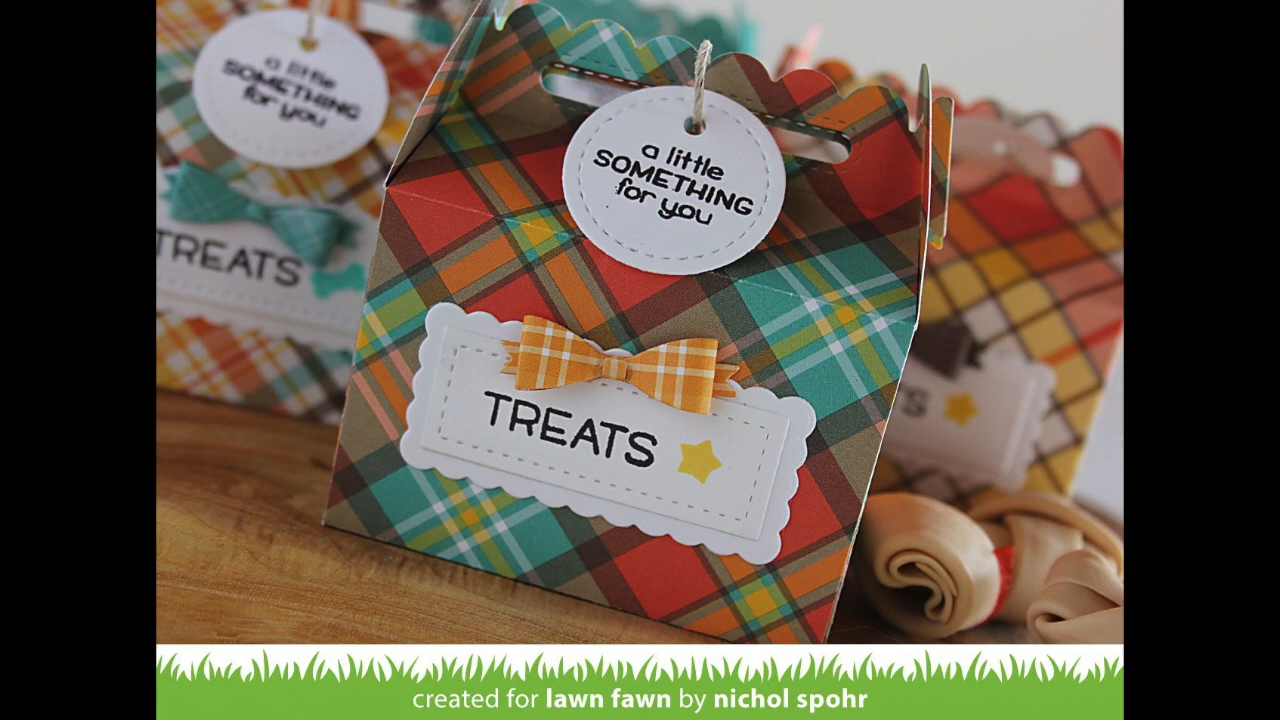 a little
SOMETHING
for you
TREATS
a little
SOMETHING
for you
TREATS
S
created for lawn fawn by nichol spohr